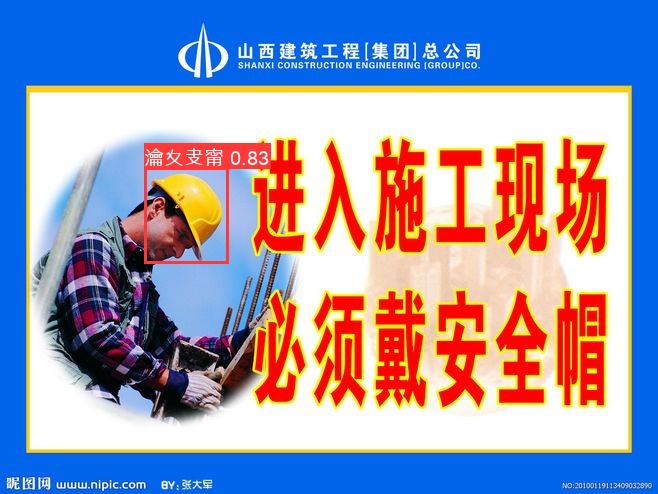 山西建筑工程[集团]总公司
SHANXI CONSTRUCTION ENGINEERING [GROUP]CO.
瀹夊叏甯 0.83
进入施工现场
必须戴安全帽
昵图网 www.nipic.com BY:张大军
NO:20100119113409032890